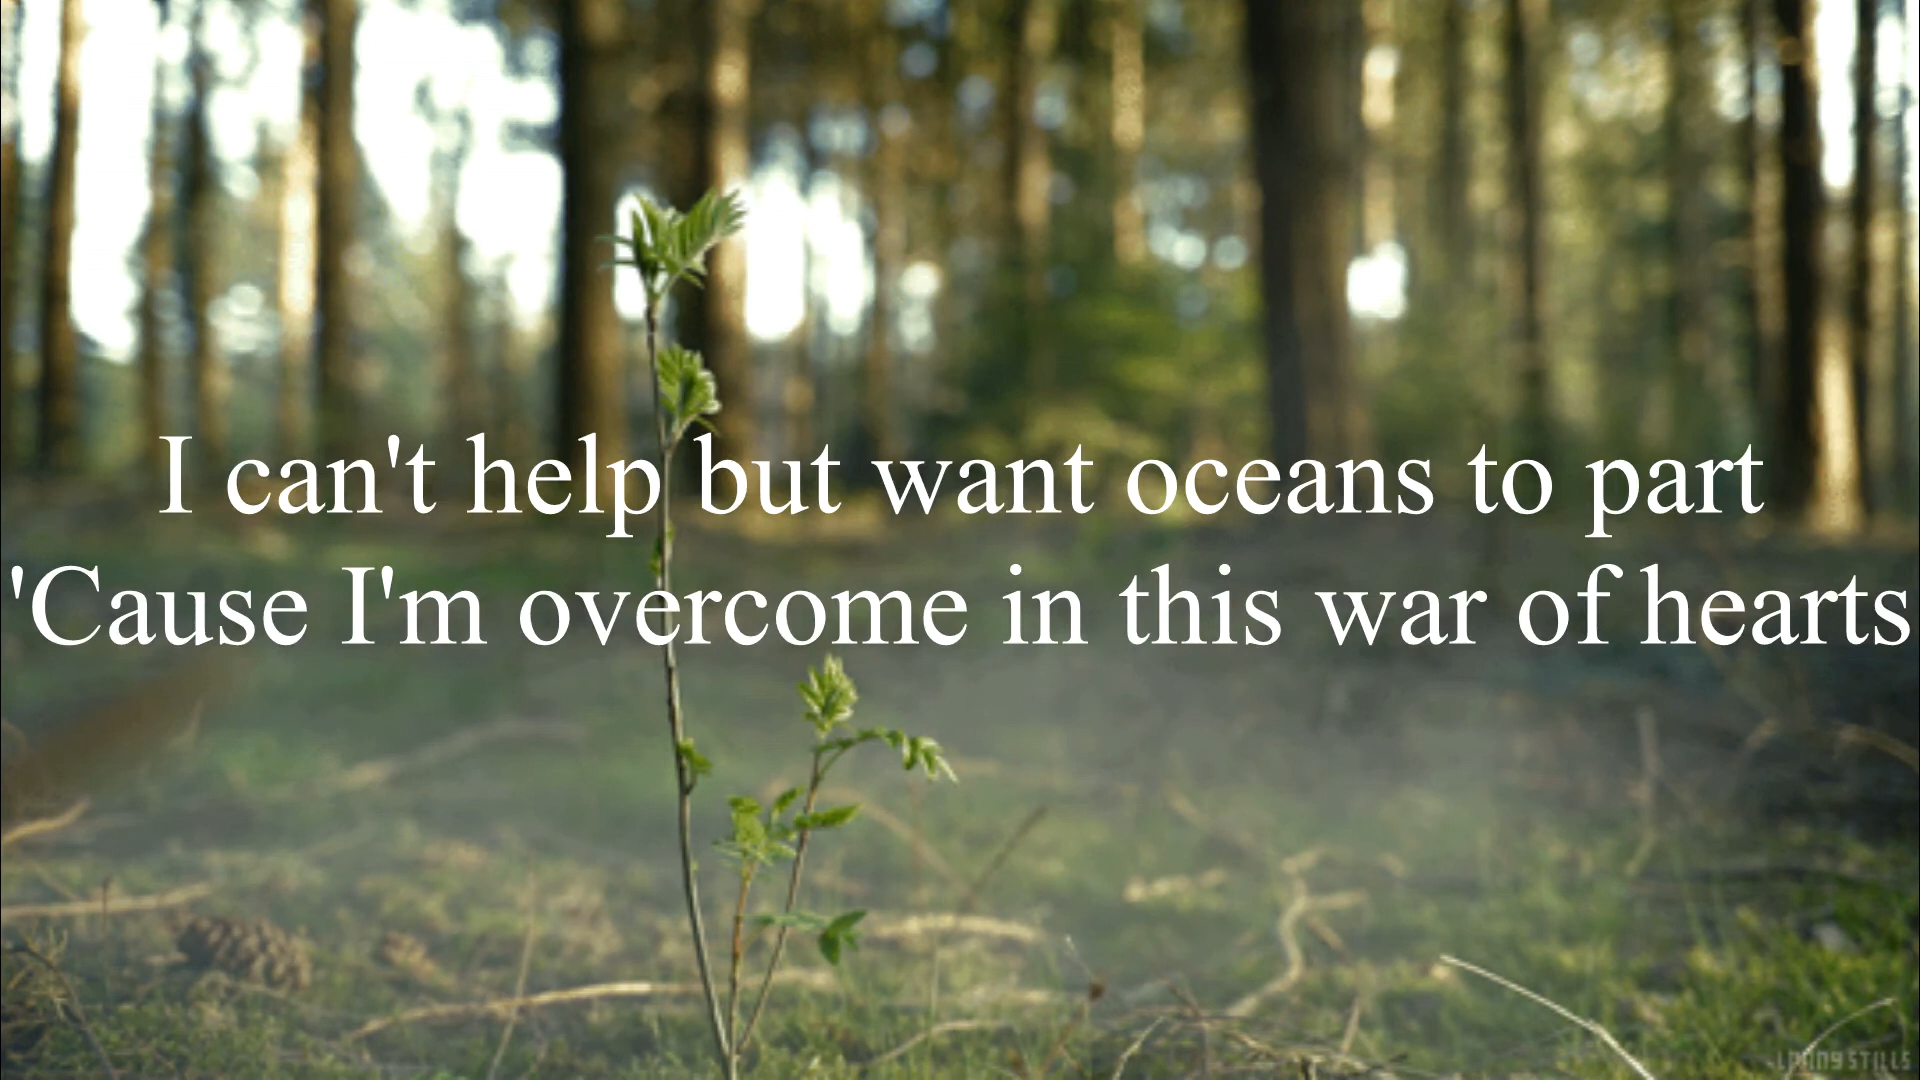 I can't help but want oceans to part
'Cause I'm overcome in this war of hearts